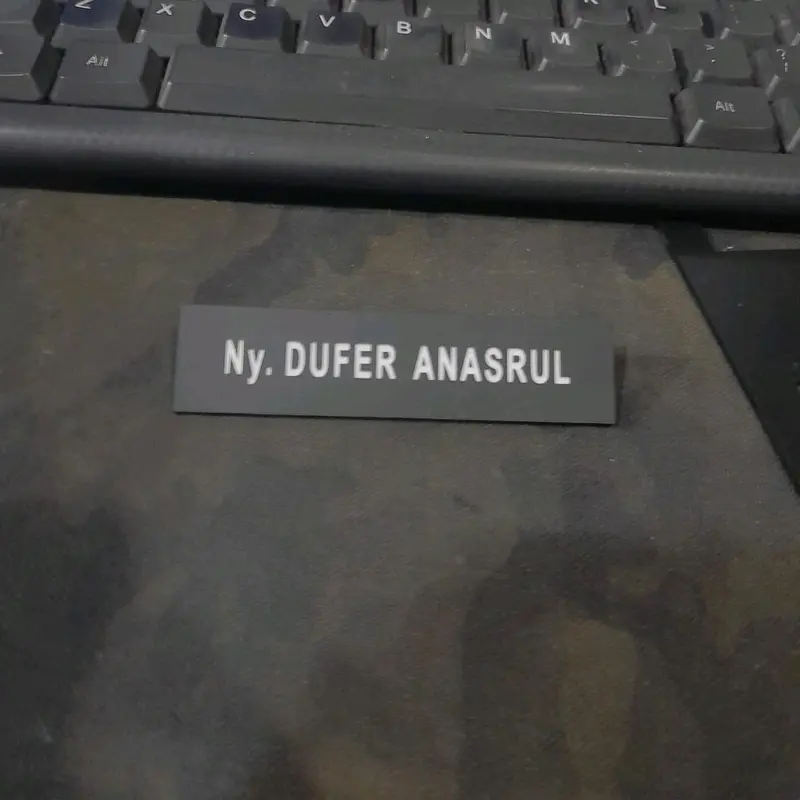 Z X C V B N M K L
Alt Alt
Ny. DUFER ANASRUL